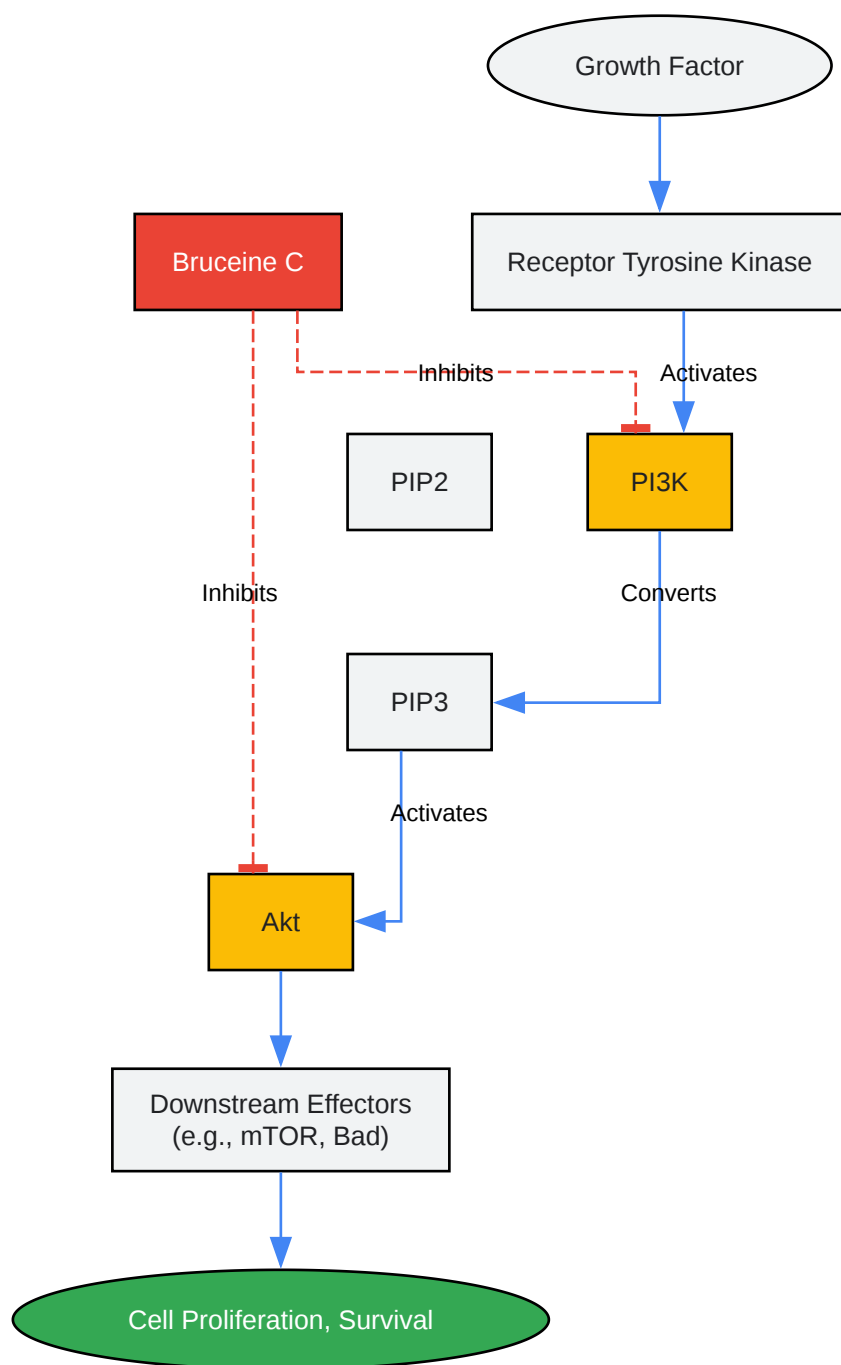 Growth Factor
Bruceine C
Receptor Tyrosine Kinase
Inhibits
Activates
PIP2
PI3K
Inhibits
Converts
PIP3
Activates
Akt
Downstream Effectors
(e.g., mTOR, Bad)
Cell Proliferation, Survival